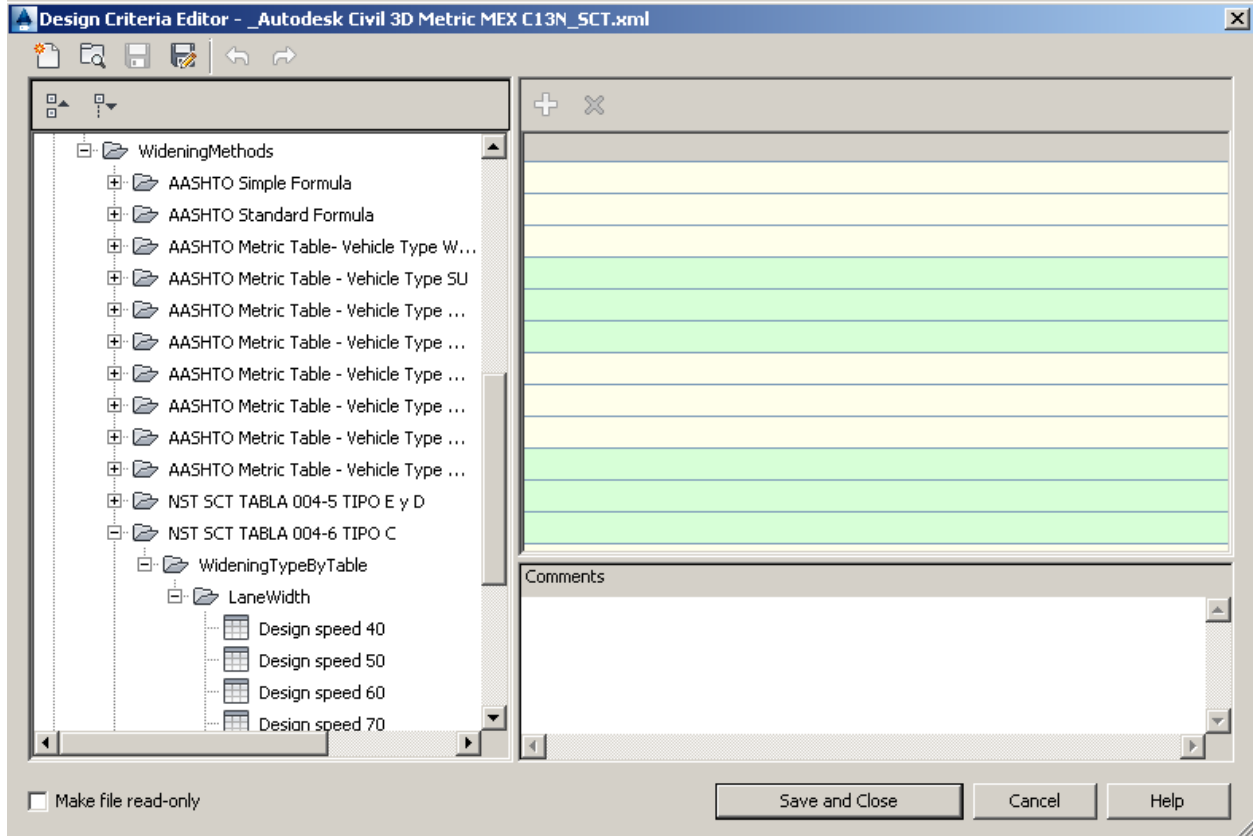 Design Criteria Editor - _Autodesk Civil 3D Metric MEX C13N_SCT.xml
WideningMethods
AASHTO Simple Formula
AASHTO Standard Formula
AASHTO Metric Table- Vehicle Type W...
AASHTO Metric Table - Vehicle Type SU
AASHTO Metric Table - Vehicle Type ...
AASHTO Metric Table - Vehicle Type ...
AASHTO Metric Table - Vehicle Type ...
AASHTO Metric Table - Vehicle Type ...
AASHTO Metric Table - Vehicle Type ...
AASHTO Metric Table - Vehicle Type ...
NST SCT TABLA 004-5 TIPO E y D
NST SCT TABLA 004-6 TIPO C
WideningTypeByTable
LaneWidth
Design speed 40
Design speed 50
Design speed 60
Design speed 70
Comments
Make file read-only
Save and Close
Cancel
Help